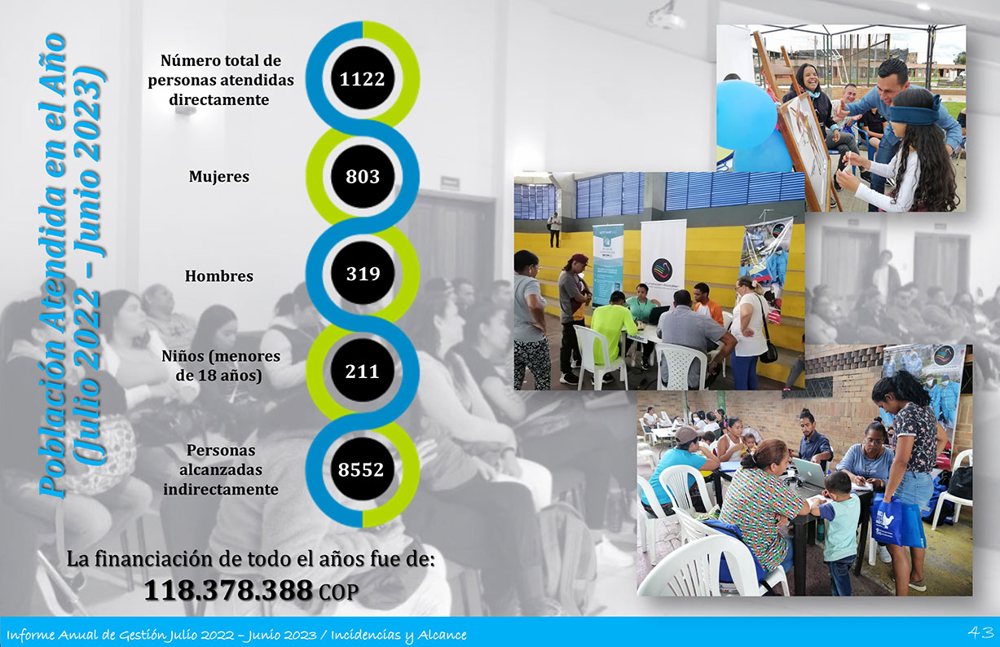 Población Atendida en el Año
(Julio 2022 – Junio 2023)
Número total de
personas atendidas
directamente
1122
Mujeres
803
Hombres
319
Niños (menores
de 18 años)
211
Personas
alcanzadas
indirectamente
8552
La financiación de todo el años fue de:
118.378.388 COP
Informe Anual de Gestión Julio 2022 – Junio 2023 / Incidencias y Alcance
43